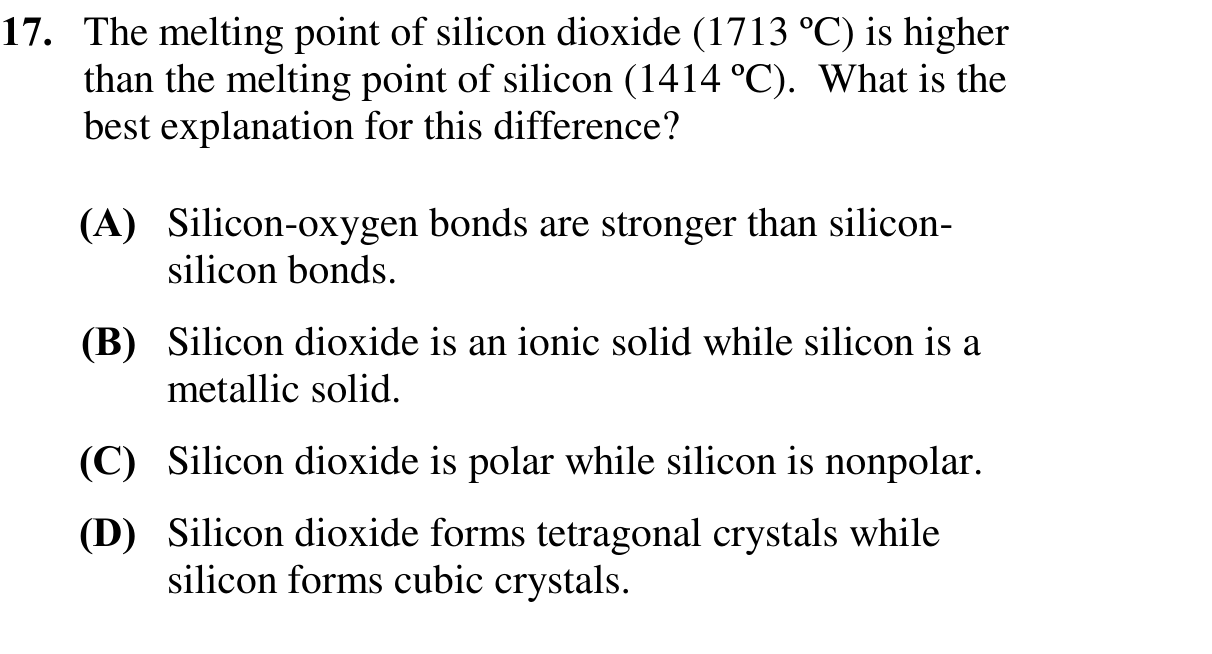 17. The melting point of silicon dioxide (1713 ºC) is higher
than the melting point of silicon (1414 ºC). What is the
best explanation for this difference?
(A) Silicon-oxygen bonds are stronger than silicon-
silicon bonds.
(B) Silicon dioxide is an ionic solid while silicon is a
metallic solid.
(C) Silicon dioxide is polar while silicon is nonpolar.
(D) Silicon dioxide forms tetragonal crystals while
silicon forms cubic crystals.